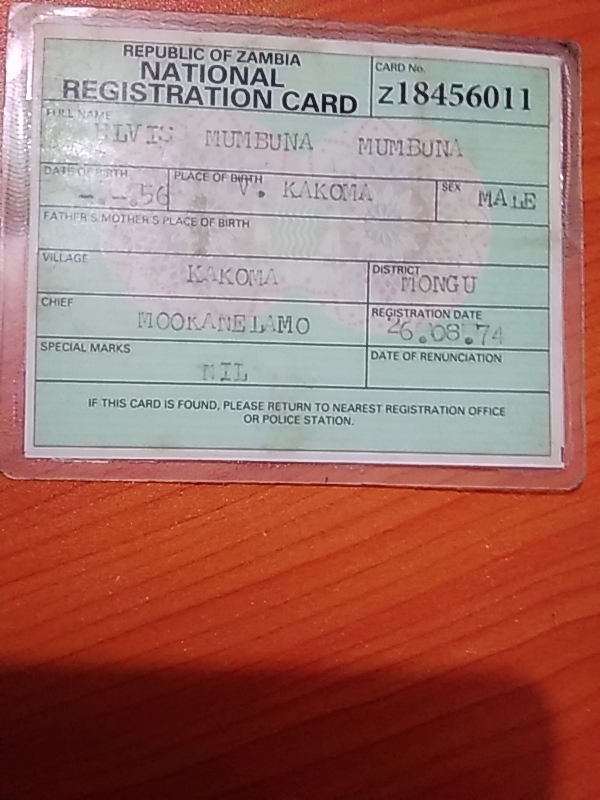 REPUBLIC OF ZAMBIA
NATIONAL
REGISTRATION CARD
CARD No.
z18456011
FULL NAME
ELVIS MUMBUNA MUMBUNA
DATE OF BIRTH
-.-.56
PLACE OF BIRTH
V. KAKOMA
SEX
MALE
FATHER'S/MOTHER'S PLACE OF BIRTH
VILLAGE
KAKOMA
DISTRICT
MONGU
CHIEF
MOOKANELAMO
REGISTRATION DATE
26.08.74
SPECIAL MARKS
NIL
DATE OF RENUNCIATION
IF THIS CARD IS FOUND, PLEASE RETURN TO NEAREST REGISTRATION OFFICE
OR POLICE STATION.